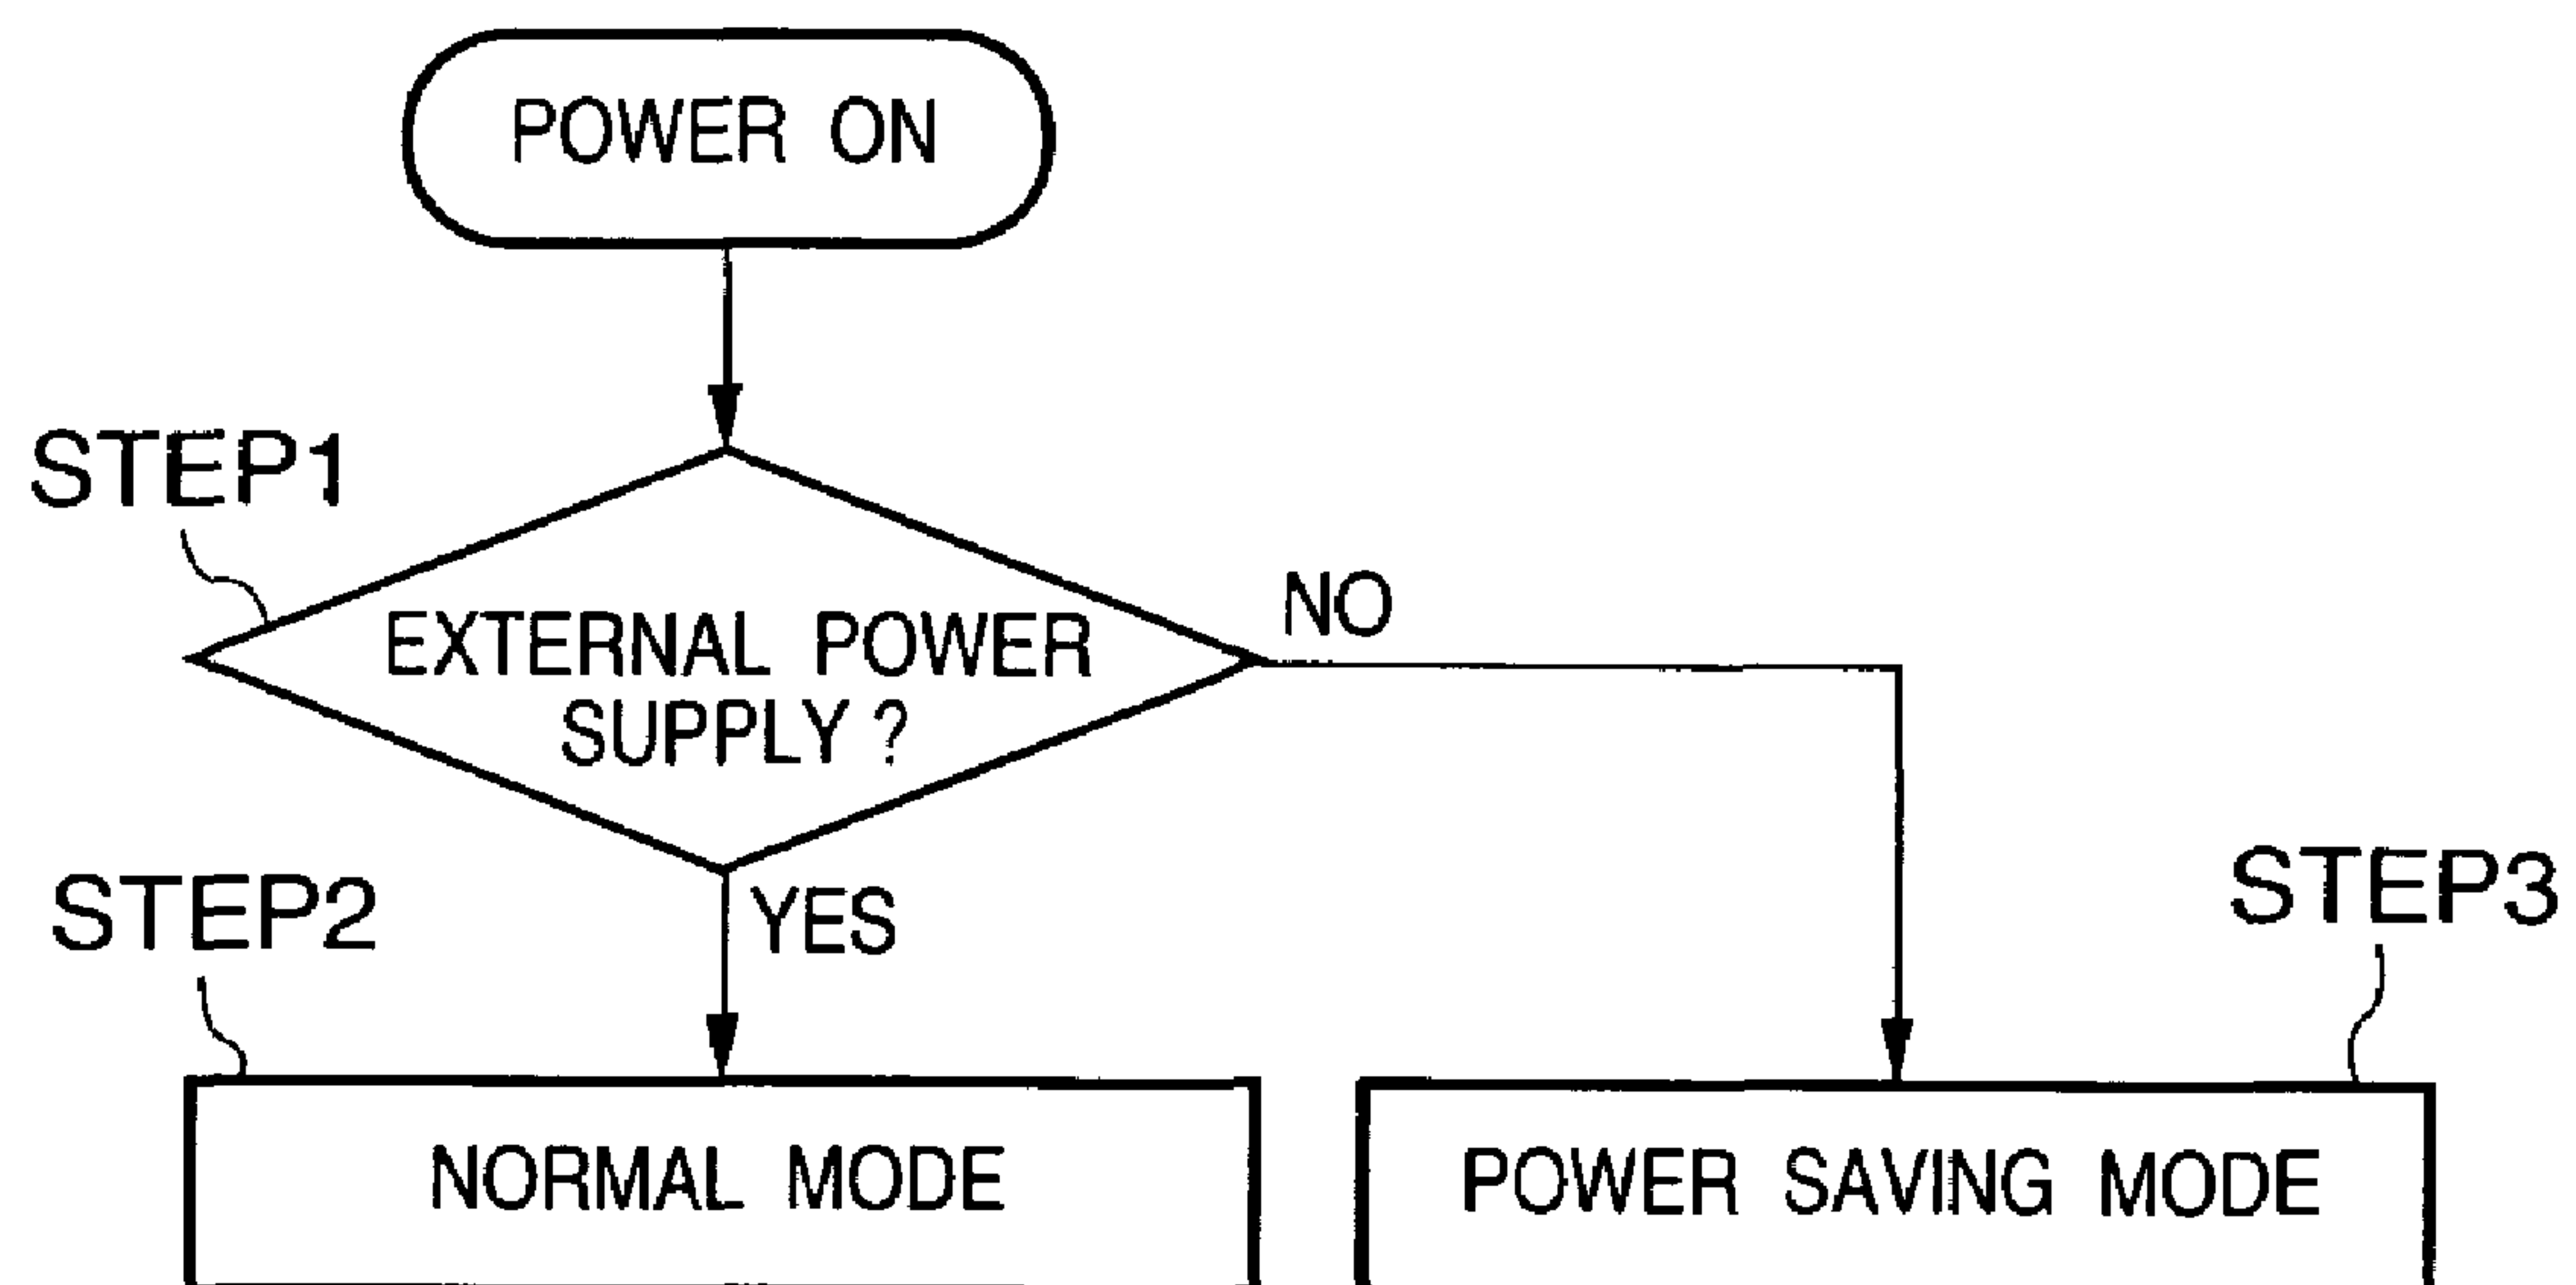 POWER ON
STEP1
EXTERNAL POWER
SUPPLY ?
NO
YES
STEP2
STEP3
NORMAL MODE
POWER SAVING MODE